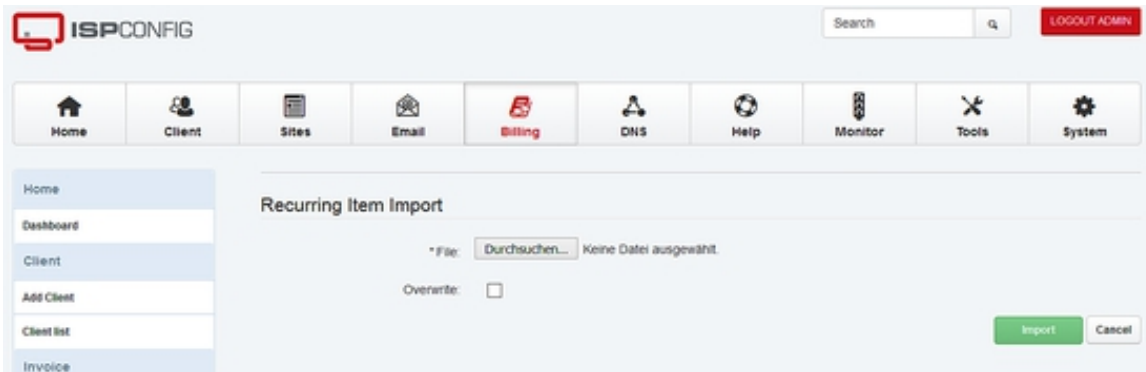 ISPCONFIG
Search
LOGOUT ADMIN
Home Client Sites Email Billing DNS Help Monitor Tools System
Home
Dashboard
Client
Add Client
Client list
Invoice
Recurring Item Import
* File: Durchsuchen... Keine Datei ausgewählt.
Overwrite:
Import Cancel